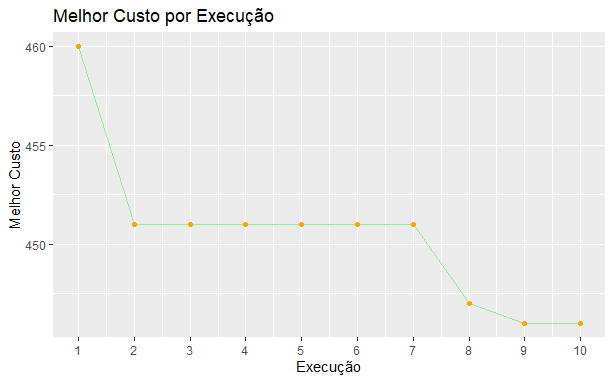 Melhor Custo por Execução
460
455
450
Melhor Custo
1 2 3 4 5 6 7 8 9 10
Execução